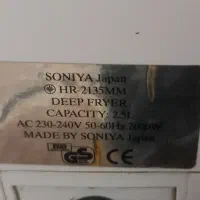 SONIYA Japan
HR-2135MM
DEEP FRYER
CAPACITY: 2.5l
AC 230-240V 50-60Hz 2000W
MADE BY SONIYA Japan
GS CE